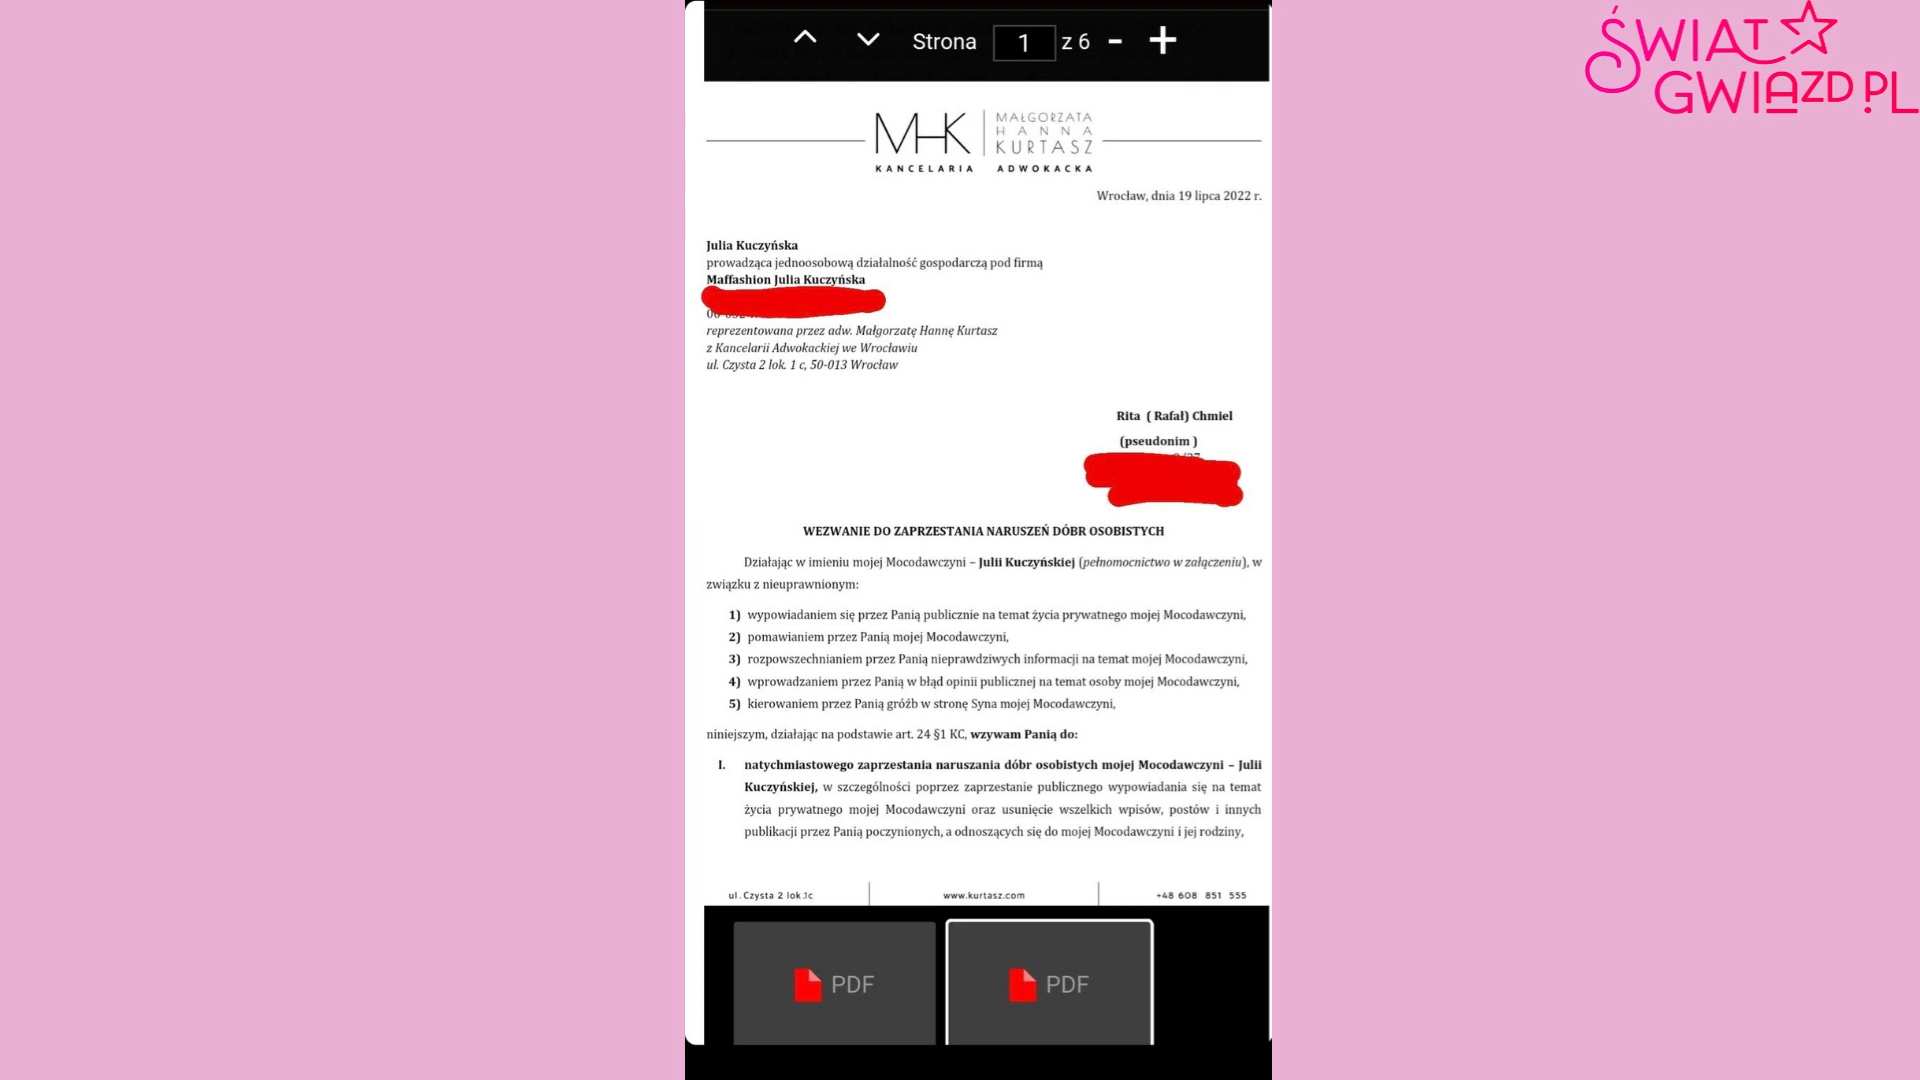 Strona 1 z 6 - +
ŚWIAT
GWIAZD.PL
MHK
MAŁGORZATA
HANNA
KURTASZ
KANCELARIA ADWOKACKA
Wrocław, dnia 19 lipca 2022 r.
Julia Kuczyńska
prowadząca jednoosobową działalność gospodarczą pod firmą
Maffashion Julia Kuczyńska
reprezentowana przez adw. Małgorzatę Hannę Kurtasz
z Kancelarii Adwokackiej we Wrocławiu
ul. Czysta 2 lok. 1 c, 50-013 Wrocław
Rita ( Rafał) Chmiel
(pseudonim )
WEZWANIE DO ZAPRZESTANIA NARUSZEŃ DÓBR OSOBISTYCH
Działając w imieniu mojej Mocodawczyni – Julii Kuczyńskiej (pełnomocnictwo w załączeniu), w
związku z nieuprawnionym:
1) wypowiadaniem się przez Panią publicznie na temat życia prywatnego mojej Mocodawczyni,
2) pomawianiem przez Panią mojej Mocodawczyni,
3) rozpowszechnianiem przez Panią nieprawdziwych informacji na temat mojej Mocodawczyni,
4) wprowadzaniem przez Panią w błąd opinii publicznej na temat osoby mojej Mocodawczyni,
5) kierowaniem przez Panią gróźb w stronę Syna mojej Mocodawczyni,
niniejszym, działając na podstawie art. 24 §1 KC, wzywam Panią do:
I. natychmiastowego zaprzestania naruszania dóbr osobistych mojej Mocodawczyni – Julii
Kuczyńskiej, w szczególności poprzez zaprzestanie publicznego wypowiadania się na temat
życia prywatnego mojej Mocodawczyni oraz usunięcie wszelkich wpisów, postów i innych
publikacji przez Panią poczynionych, a odnoszących się do mojej Mocodawczyni i jej rodziny,
ul. Czysta 2 lok.1c
www.kurtasz.com
+48 608 851 555
PDF
PDF